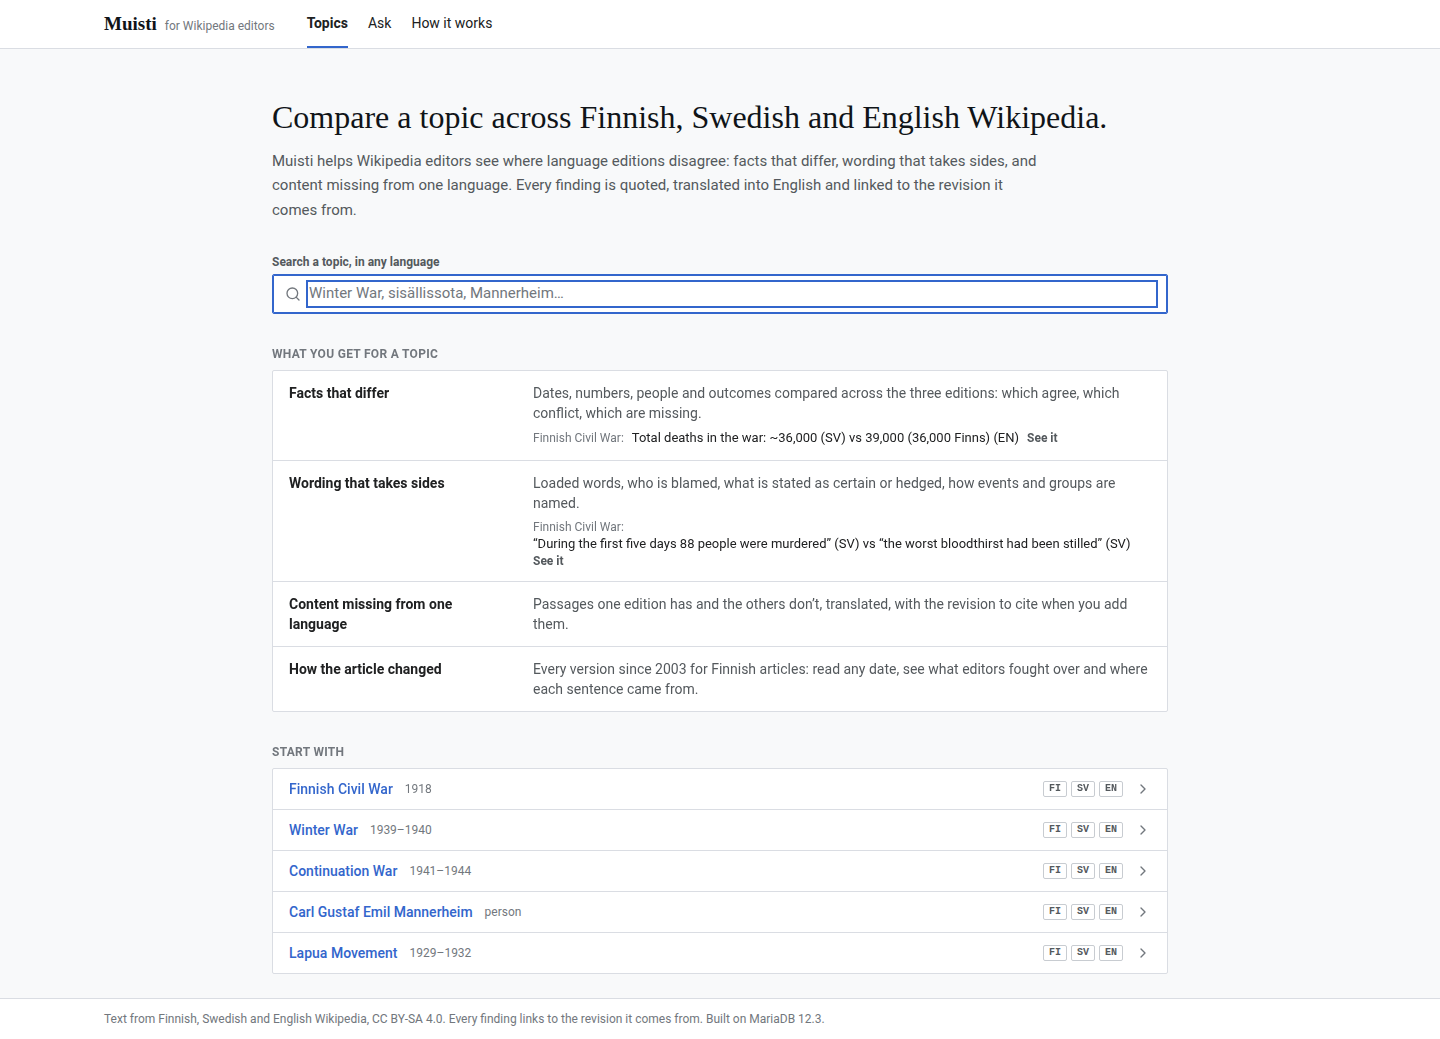 Muisti for Wikipedia editors Topics Ask How it works
Compare a topic across Finnish, Swedish and English Wikipedia.
Muisti helps Wikipedia editors see where language editions disagree: facts that differ, wording that takes sides, and
content missing from one language. Every finding is quoted, translated into English and linked to the revision it
comes from.
Search a topic, in any language
Winter War, sisällissota, Mannerheim…
WHAT YOU GET FOR A TOPIC
Facts that differ
Dates, numbers, people and outcomes compared across the three editions: which agree, which
conflict, which are missing.
Finnish Civil War: Total deaths in the war: ~36,000 (SV) vs 39,000 (36,000 Finns) (EN) See it
Wording that takes sides
Loaded words, who is blamed, what is stated as certain or hedged, how events and groups are
named.
Finnish Civil War:
“During the first five days 88 people were murdered” (SV) vs “the worst bloodthirst had been stilled” (SV)
See it
Content missing from one
language
Passages one edition has and the others don’t, translated, with the revision to cite when you add
them.
How the article changed
Every version since 2003 for Finnish articles: read any date, see what editors fought over and where
each sentence came from.
START WITH
Finnish Civil War 1918 FI SV EN
Winter War 1939–1940 FI SV EN
Continuation War 1941–1944 FI SV EN
Carl Gustaf Emil Mannerheim person FI SV EN
Lapua Movement 1929–1932 FI SV EN
Text from Finnish, Swedish and English Wikipedia, CC BY-SA 4.0. Every finding links to the revision it comes from. Built on MariaDB 12.3.